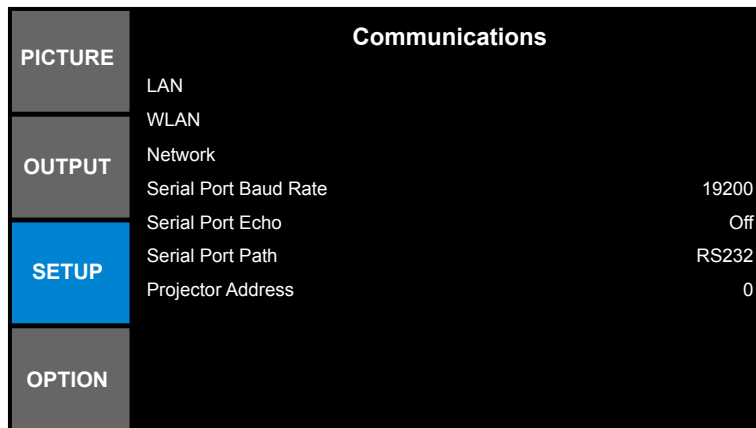 PICTURE
OUTPUT
SETUP
OPTION
Communications
LAN
WLAN
Network
Serial Port Baud Rate 19200
Serial Port Echo Off
Serial Port Path RS232
Projector Address 0